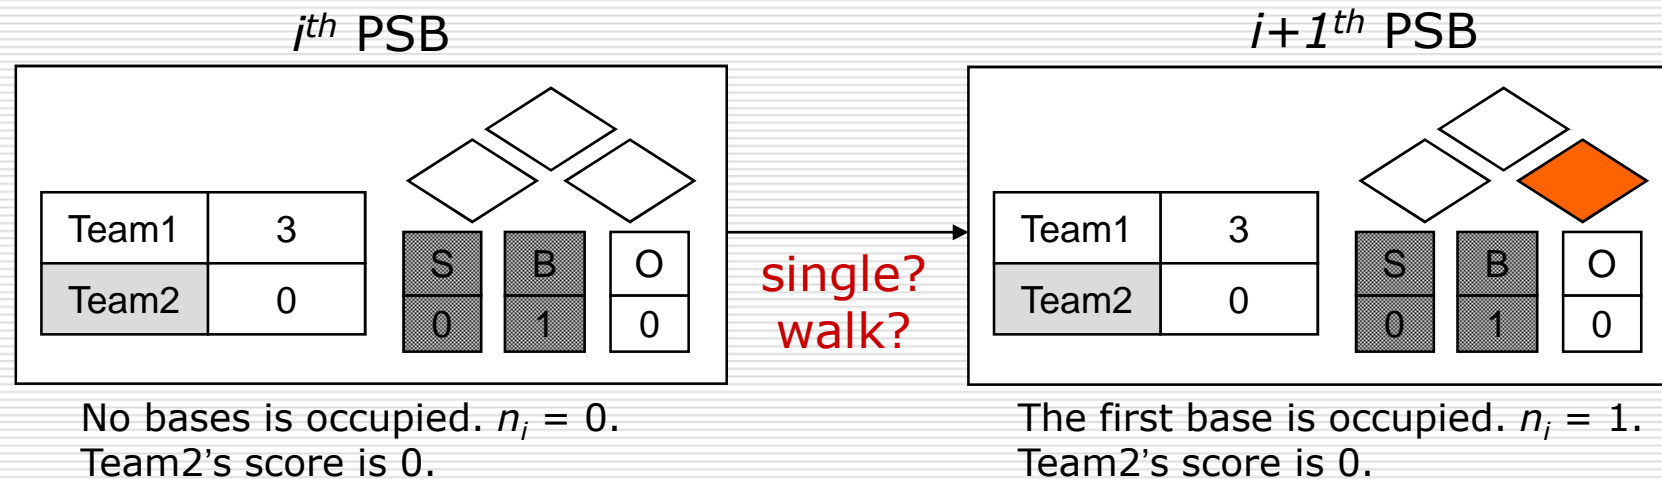 iᵗʰ PSB
i+1ᵗʰ PSB
Team1 3
Team2 0
S B O
0 1 0
single?
walk?
Team1 3
Team2 0
S B O
0 1 0
No bases is occupied. nᵢ = 0.
Team2’s score is 0.
The first base is occupied. nᵢ = 1.
Team2’s score is 0.